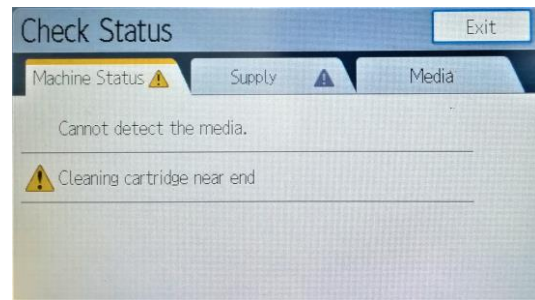 Check Status
Exit
Machine Status
Supply
Media
Cannot detect the media.
Cleaning cartridge near end